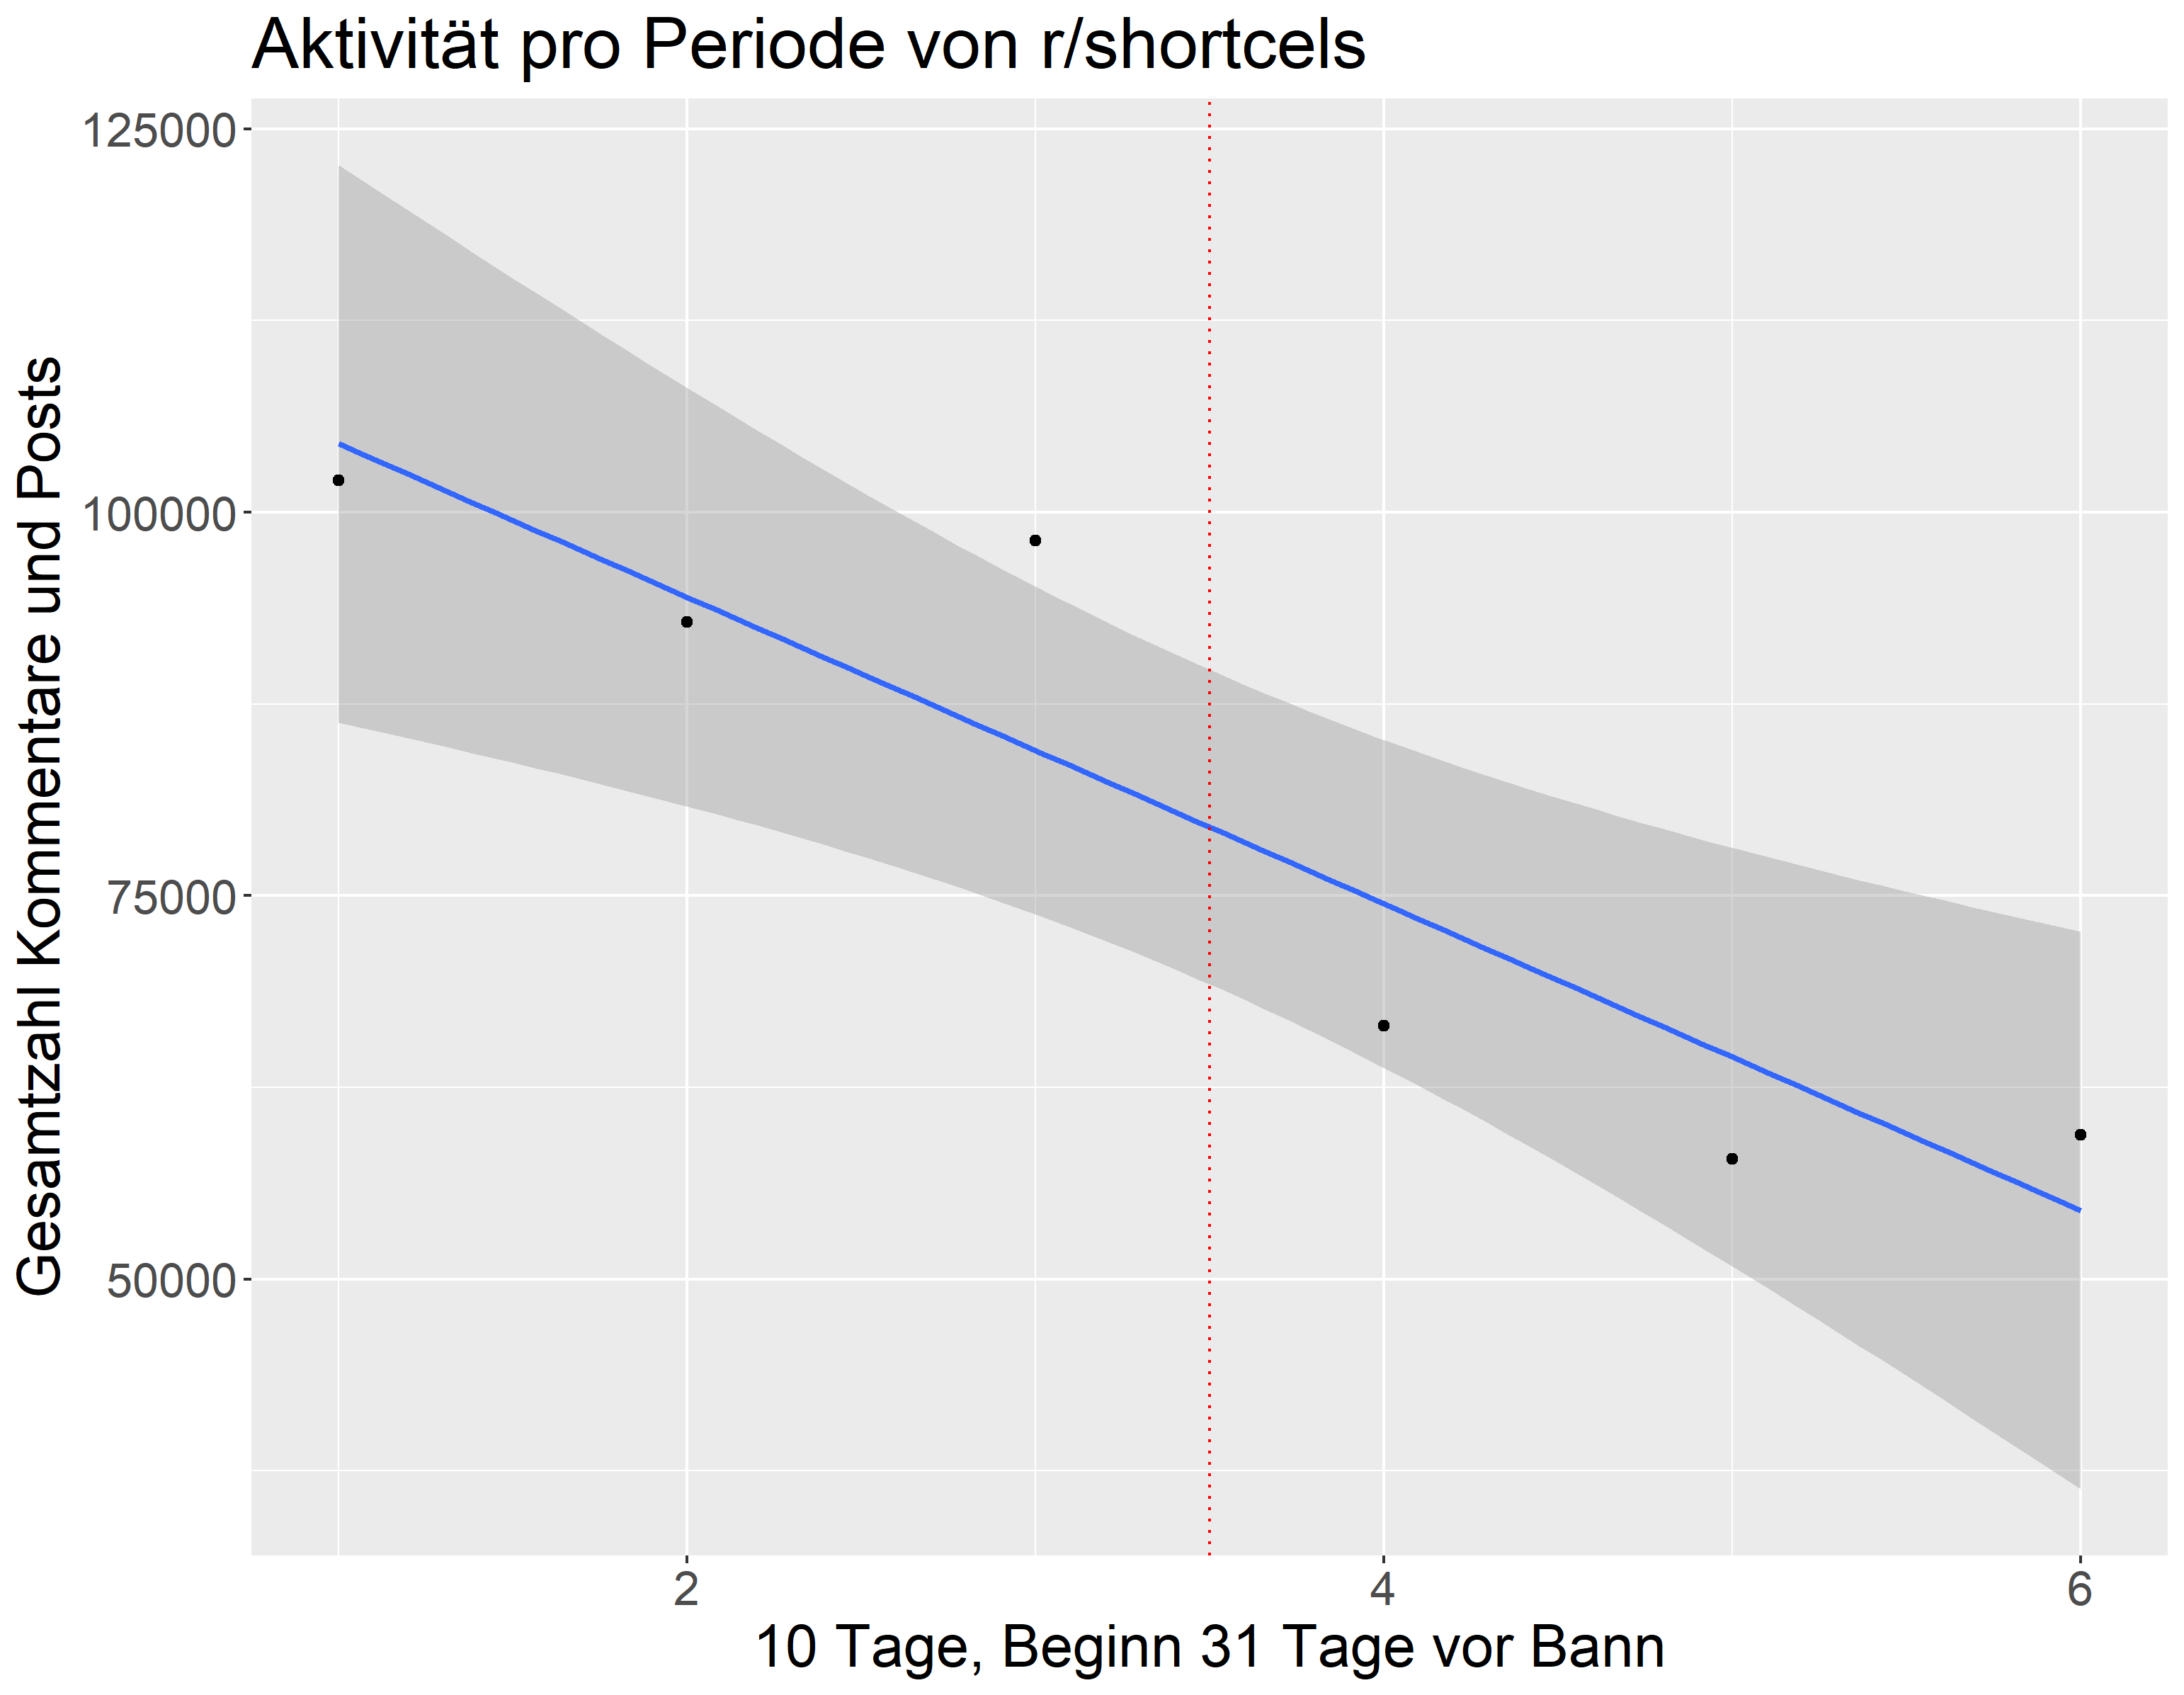 Aktivität pro Periode von r/shortcels
Gesamtzahl Kommentare und Posts
125000
100000
75000
50000
2
4
6
10 Tage, Beginn 31 Tage vor Bann